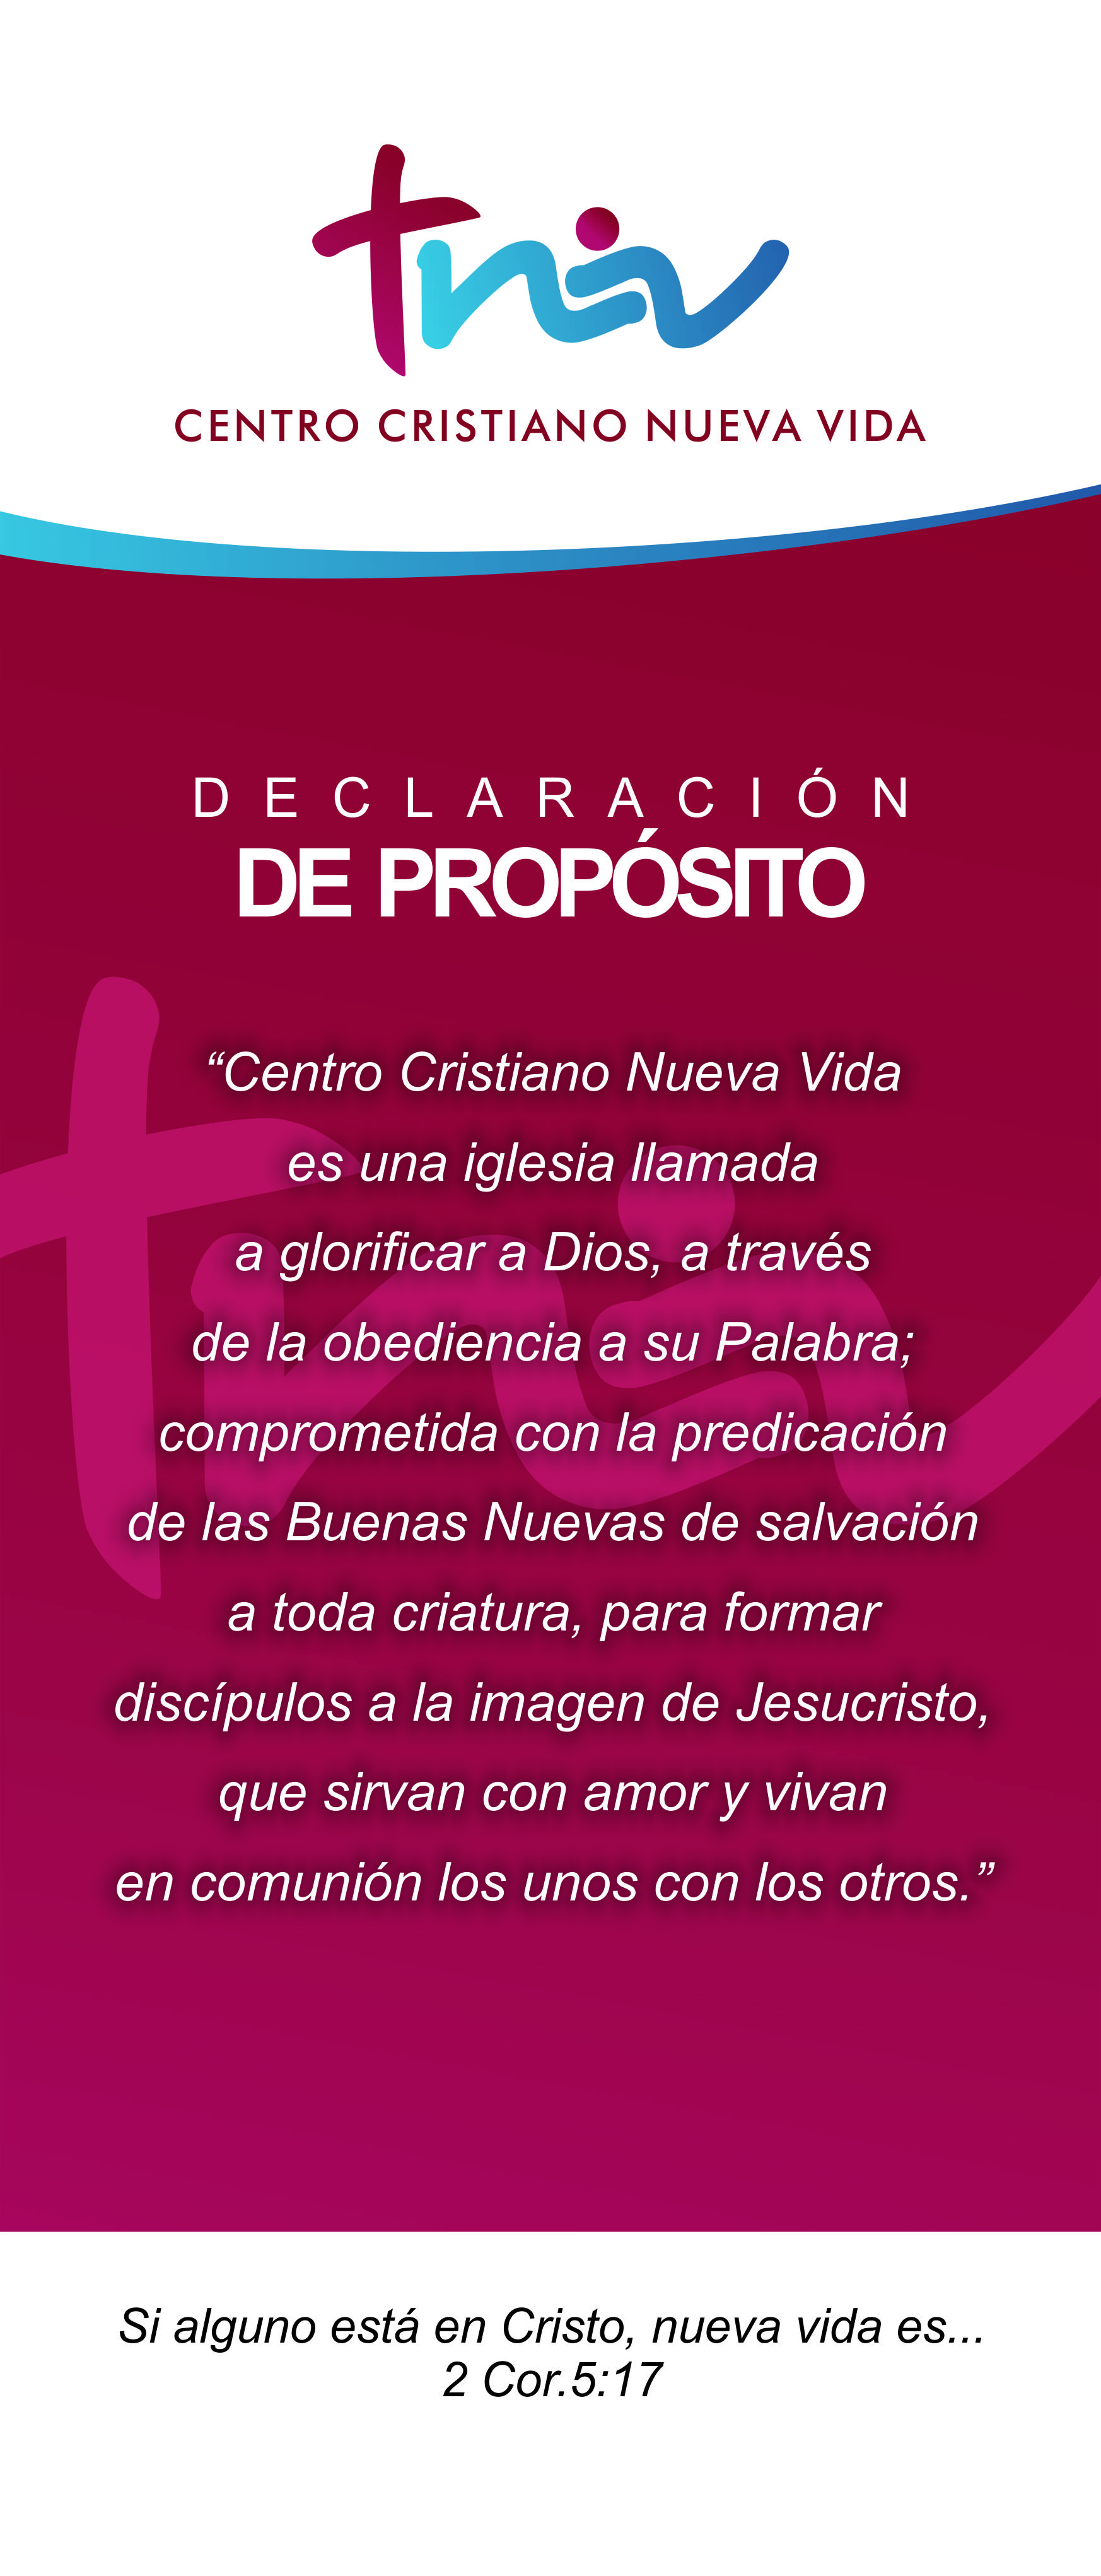 CENTRO CRISTIANO NUEVA VIDA
DECLARACIÓN
DE PROPÓSITO
“Centro Cristiano Nueva Vida
es una iglesia llamada
a glorificar a Dios, a través
de la obediencia a su Palabra;
comprometida con la predicación
de las Buenas Nuevas de salvación
a toda criatura, para formar
discípulos a la imagen de Jesucristo,
que sirvan con amor y vivan
en comunión los unos con los otros.”
Si alguno está en Cristo, nueva vida es...
2 Cor.5:17